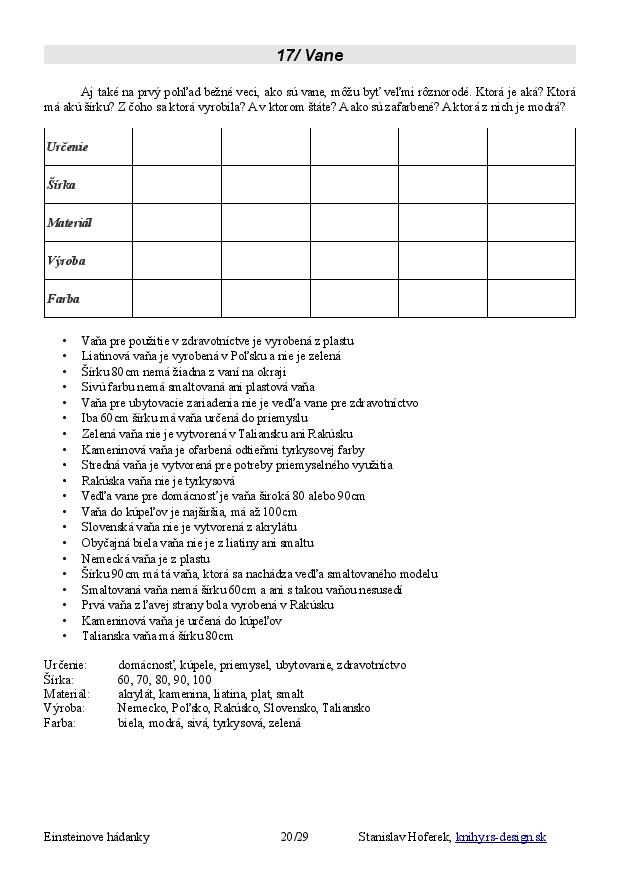 17/ Vane
Aj také na prvý pohľad bežné veci, ako sú vane, môžu byť veľmi rôznorodé. Ktorá je aká? Ktorá
má akú šírku? Z čoho sa ktorá vyrobila? A v ktorom štáte? A ako sú zafarbené? A ktorá z nich je modrá?
Určenie
Šírka
Materiál
Výroba
Farba
• Vaňa pre použitie v zdravotníctve je vyrobená z plastu
• Liatinová vaňa je vyrobená v Poľsku a nie je zelená
• Šírku 80cm nemá žiadna z vaní na okraji
• Sivú farbu nemá smaltovaná ani plastová vaňa
• Vaňa pre ubytovacie zariadenia nie je vedľa vane pre zdravotníctvo
• Iba 60cm šírku má vaňa určená do priemyslu
• Zelená vaňa nie je vytvorená v Taliansku ani Rakúsku
• Kameninová vaňa je ofarbená odtieňmi tyrkysovej farby
• Stredná vaňa je vytvorená pre potreby priemyselného využitia
• Rakúska vaňa nie je tyrkysová
• Vedľa vane pre domácnosť je vaňa široká 80 alebo 90cm
• Vaňa do kúpeľov je najširšia, má až 100cm
• Slovenská vaňa nie je vytvorená z akrylátu
• Obyčajná biela vaňa nie je z liatiny ani smaltu
• Nemecká vaňa je z plastu
• Šírku 90cm má tá vaňa, ktorá sa nachádza vedľa smaltovaného modelu
• Smaltovaná vaňa nemá šírku 60cm a ani s takou vaňou nesusedí
• Prvá vaňa z ľavej strany bola vyrobená v Rakúsku
• Kameninová vaňa je určená do kúpeľov
• Talianska vaňa má šírku 80cm
Určenie: domácnosť, kúpele, priemysel, ubytovanie, zdravotníctvo
Šírka: 60, 70, 80, 90, 100
Materiál: akrylát, kamenina, liatina, plat, smalt
Výroba: Nemecko, Poľsko, Rakúsko, Slovensko, Taliansko
Farba: biela, modrá, sivá, tyrkysová, zelená
Einsteinove hádanky 20/29 Stanislav Hoferek, knihy.rs-design.sk